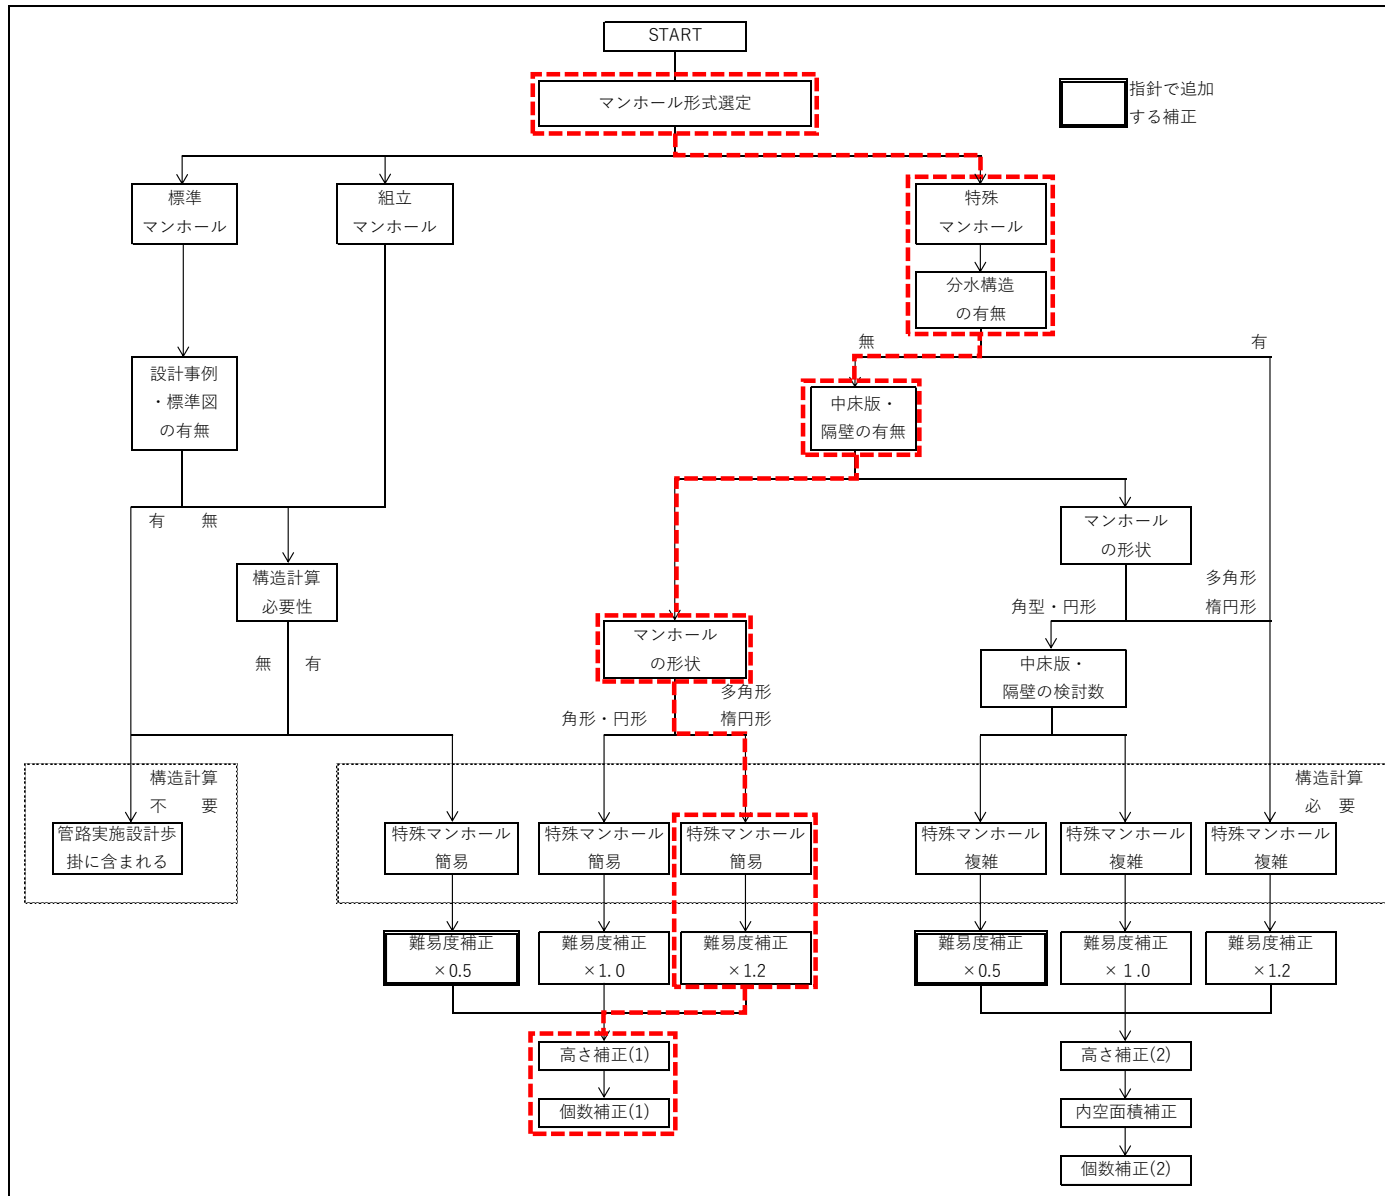 START
マンホール形式選定
指針で追加
する補正
標準
マンホール
組立
マンホール
特殊
マンホール
分水構造
の有無
無
有
設計事例
・標準図
の有無
中床版・
隔壁の有無
有
無
マンホール
の形状
構造計算
必要性
多角形
楕円形
角型・円形
マンホール
の形状
無
有
中床版・
隔壁の検討数
多角形
楕円形
角形・円形
構造計算
不 要
構造計算
必 要
管路実施設計歩
掛に含まれる
特殊マンホール
簡易
特殊マンホール
簡易
特殊マンホール
簡易
特殊マンホール
複雑
特殊マンホール
複雑
特殊マンホール
複雑
難易度補正
×0.5
難易度補正
×1.0
難易度補正
×1.2
難易度補正
×0.5
難易度補正
×1.0
難易度補正
×1.2
高さ補正(1)
個数補正(1)
高さ補正(2)
内空面積補正
個数補正(2)